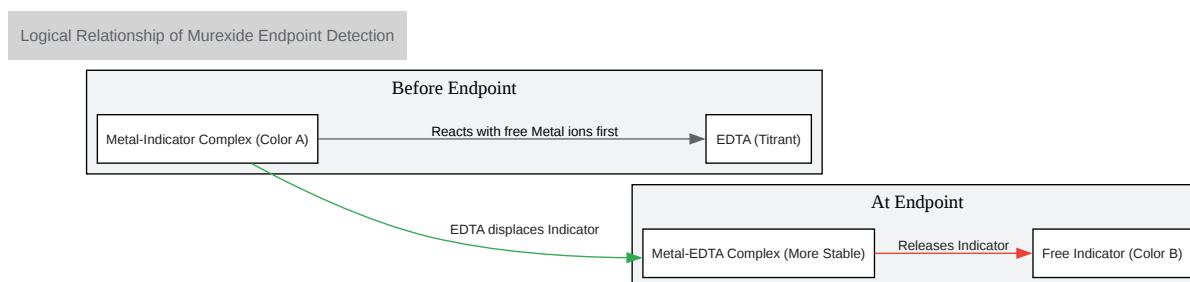 Logical Relationship of Murexide Endpoint Detection
Before Endpoint
Metal-Indicator Complex (Color A)
Reacts with free Metal ions first
EDTA (Titrant)
At Endpoint
EDTA displaces Indicator
Metal-EDTA Complex (More Stable)
Releases Indicator
Free Indicator (Color B)